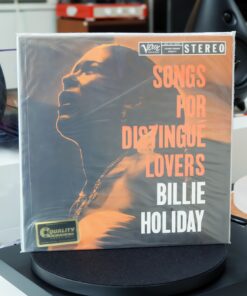 Verve STEREO
SONGS
FOR
DISTINGUÉ
LOVERS
BILLIE
HOLIDAY
QUALITY